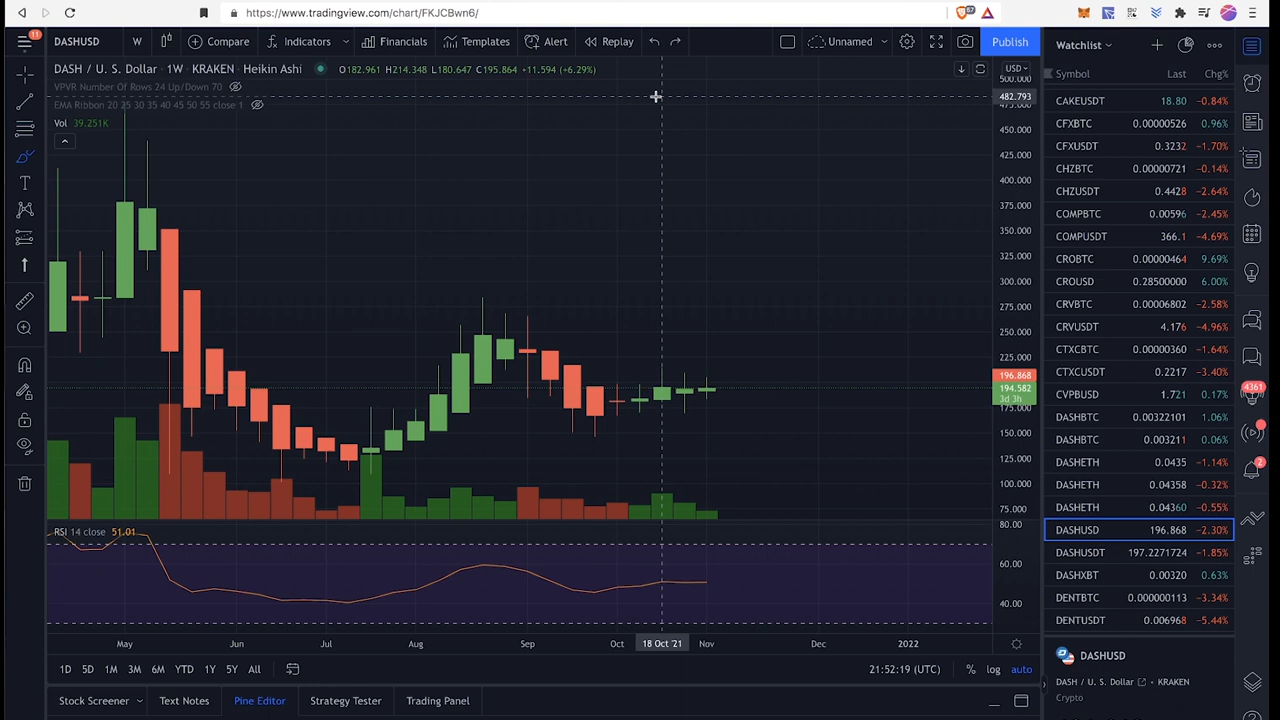 https://www.tradingview.com/chart/FKJCBwn6/
57
11
DASHUSD W Compare Indicators Financials Templates Alert Replay Unnamed Publish
DASH / U. S. Dollar · 1W · KRAKEN · Heikin Ashi O182.961 H214.348 L180.647 C195.864 +11.594 (+6.29%)
VPVR Number Of Rows 24 Up/Down 70
EMA Ribbon 20 25 30 35 40 45 50 55 close 1
Vol 39.251K
USD
500.000
482.793
475.000
450.000
425.000
400.000
375.000
350.000
325.000
300.000
275.000
250.000
225.000
196.868
194.582
3d 3h
175.000
150.000
125.000
100.000
75.000
RSI 14 close 51.01
80.00
60.00
40.00
May Jun Jul Aug Sep Oct 18 Oct '21 Nov Dec 2022
1D 5D 1M 3M 6M YTD 1Y 5Y All 21:52:19 (UTC) % log auto
Stock Screener Text Notes Pine Editor Strategy Tester Trading Panel
Watchlist
Symbol Last Chg%
CAKEUSDT 18.80 −0.84%
CFXBTC 0.00000526 0.96%
CFXUSDT 0.3232 −1.70%
CHZBTC 0.00000721 −0.14%
CHZUSDT 0.4428 −2.64%
COMPBTC 0.00596 −2.45%
COMPUSDT 366.1 −4.69%
CROBTC 0.00000464 9.69%
CROUSD 0.28500000 6.00%
CRVBTC 0.00006802 −2.58%
CRVUSDT 4.176 −4.96%
CTXCBTC 0.00000360 −1.64%
CTXCUSDT 0.2217 −3.40%
CVPBUSD 1.721 0.17%
DASHBTC 0.00322101 1.06%
DASHBTC 0.003211 0.06%
DASHETH 0.0435 −1.14%
DASHETH 0.04358 −0.32%
DASHETH 0.04360 −0.55%
DASHUSD 196.868 −2.30%
DASHUSDT 197.2271724 −1.85%
DASHXBT 0.00320 0.63%
DENTBTC 0.000000113 −3.34%
DENTUSDT 0.006968 −5.44%
DASHUSD
DASH / U.S. Dollar · KRAKEN
Crypto
4361
2